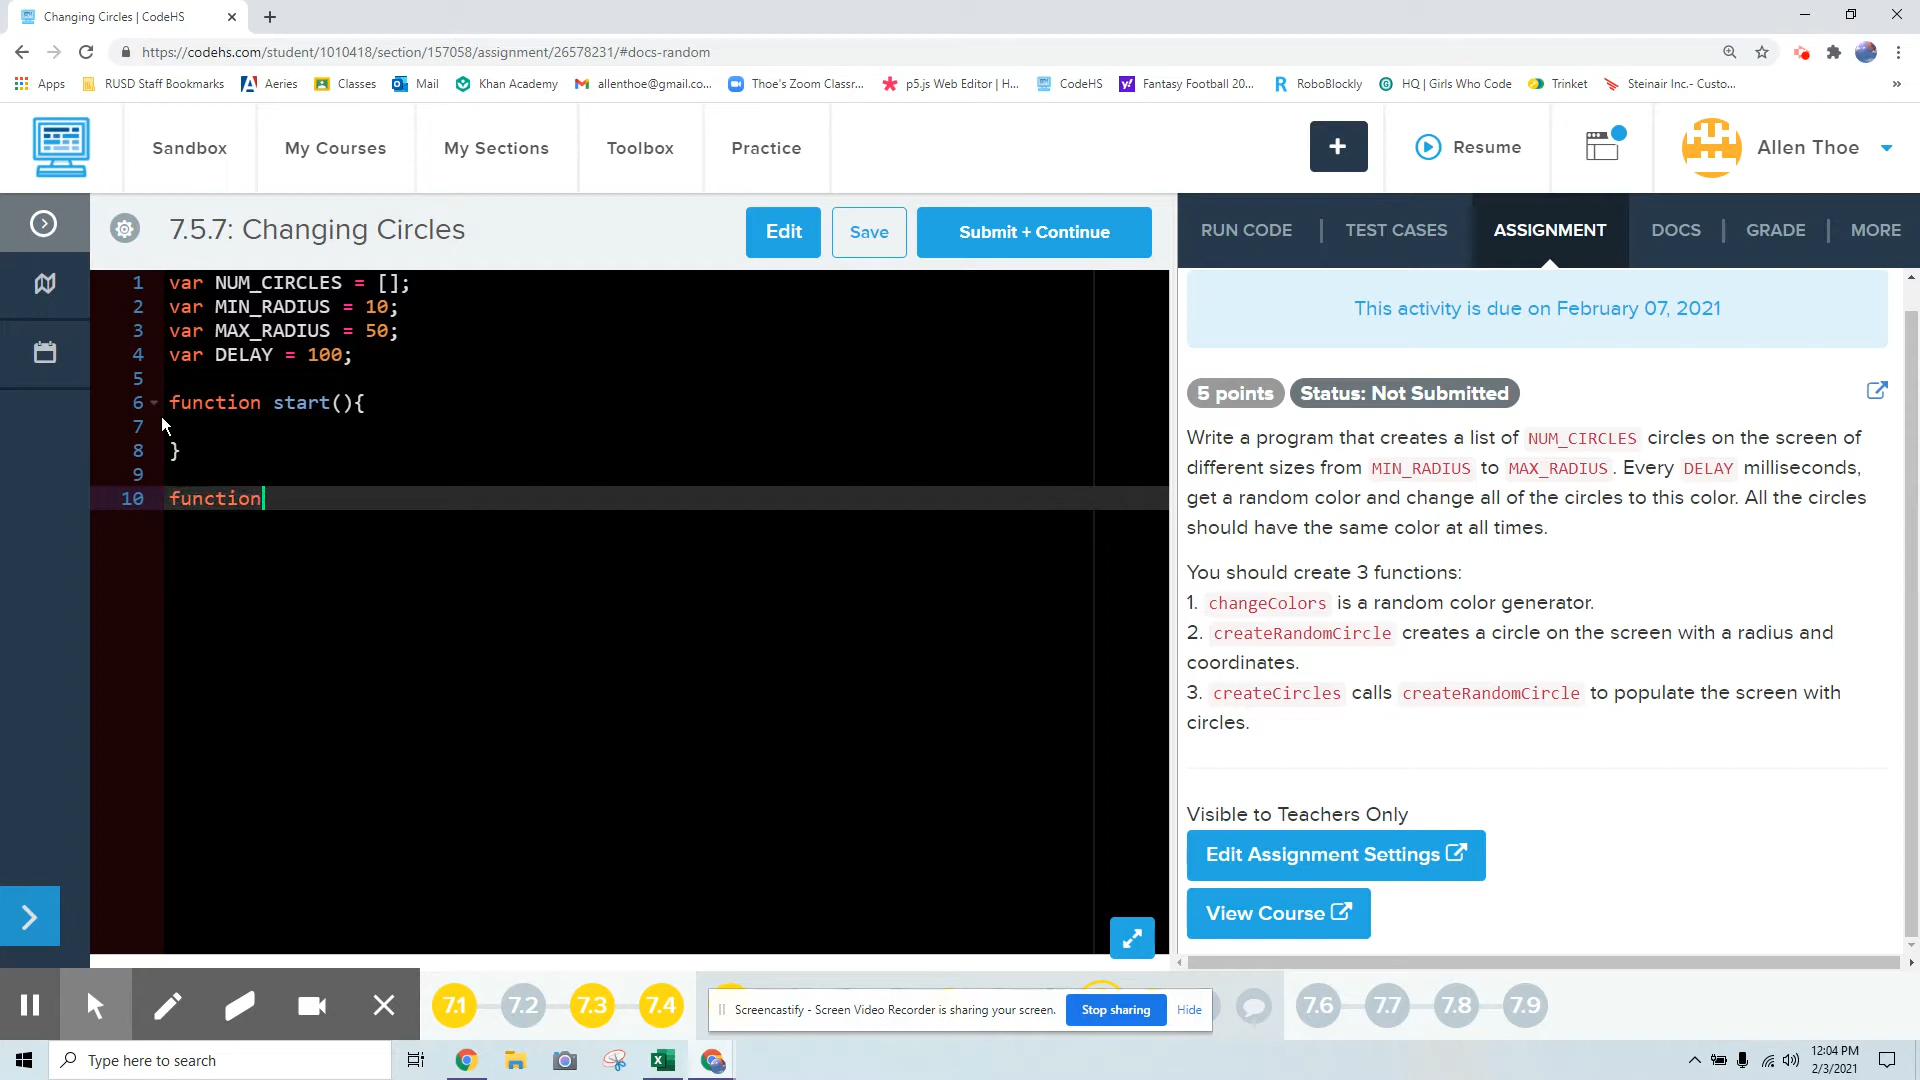 Changing Circles | CodeHS
https://codehs.com/student/1010418/section/157058/assignment/26578231/#docs-random
Apps RUSD Staff Bookmarks Aeries Classes Mail Khan Academy allenthoe@gmail.co... Thoe's Zoom Classr... p5.js Web Editor | H... CodeHS Fantasy Football 20... RoboBlockly HQ | Girls Who Code Trinket Steinair Inc.- Custo... »
Sandbox My Courses My Sections Toolbox Practice + Resume Allen Thoe
7.5.7: Changing Circles Edit Save Submit + Continue
RUN CODE | TEST CASES ASSIGNMENT DOCS | GRADE | MORE
1 var NUM_CIRCLES = [];
2 var MIN_RADIUS = 10;
3 var MAX_RADIUS = 50;
4 var DELAY = 100;
5
6 function start(){
7
8 }
9
10 function
This activity is due on February 07, 2021
5 points Status: Not Submitted
Write a program that creates a list of NUM_CIRCLES circles on the screen of
different sizes from MIN_RADIUS to MAX_RADIUS. Every DELAY milliseconds,
get a random color and change all of the circles to this color. All the circles
should have the same color at all times.
You should create 3 functions:
1. changeColors is a random color generator.
2. createRandomCircle creates a circle on the screen with a radius and
coordinates.
3. createCircles calls createRandomCircle to populate the screen with
circles.
Visible to Teachers Only
Edit Assignment Settings
View Course
7.1 7.2 7.3 7.4 7.6 7.7 7.8 7.9
Screencastify - Screen Video Recorder is sharing your screen. Stop sharing Hide
Type here to search
12:04 PM
2/3/2021